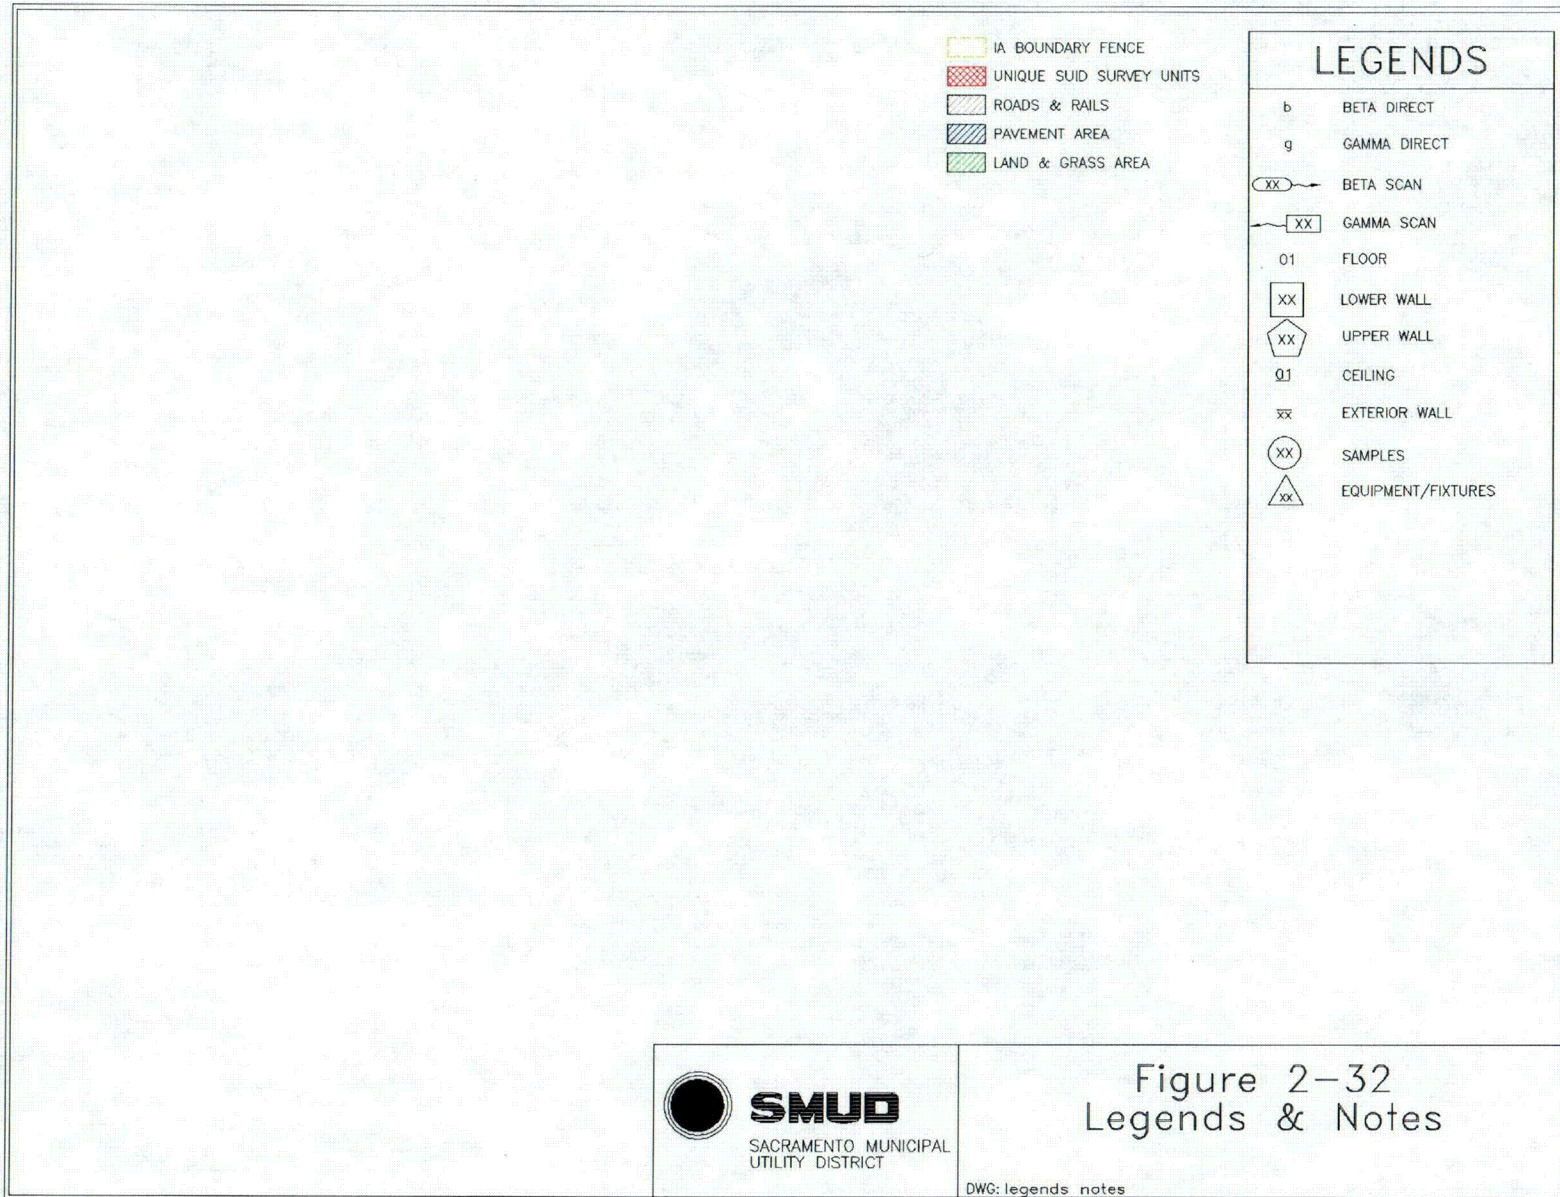 IA BOUNDARY FENCE
UNIQUE SUID SURVEY UNITS
ROADS & RAILS
PAVEMENT AREA
LAND & GRASS AREA
LEGENDS
b BETA DIRECT
g GAMMA DIRECT
XX BETA SCAN
XX GAMMA SCAN
01 FLOOR
XX LOWER WALL
XX UPPER WALL
01 CEILING
XX EXTERIOR WALL
XX SAMPLES
XX EQUIPMENT/FIXTURES
SMUD
SACRAMENTO MUNICIPAL
UTILITY DISTRICT
Figure 2-32
Legends & Notes
DWG: legends notes